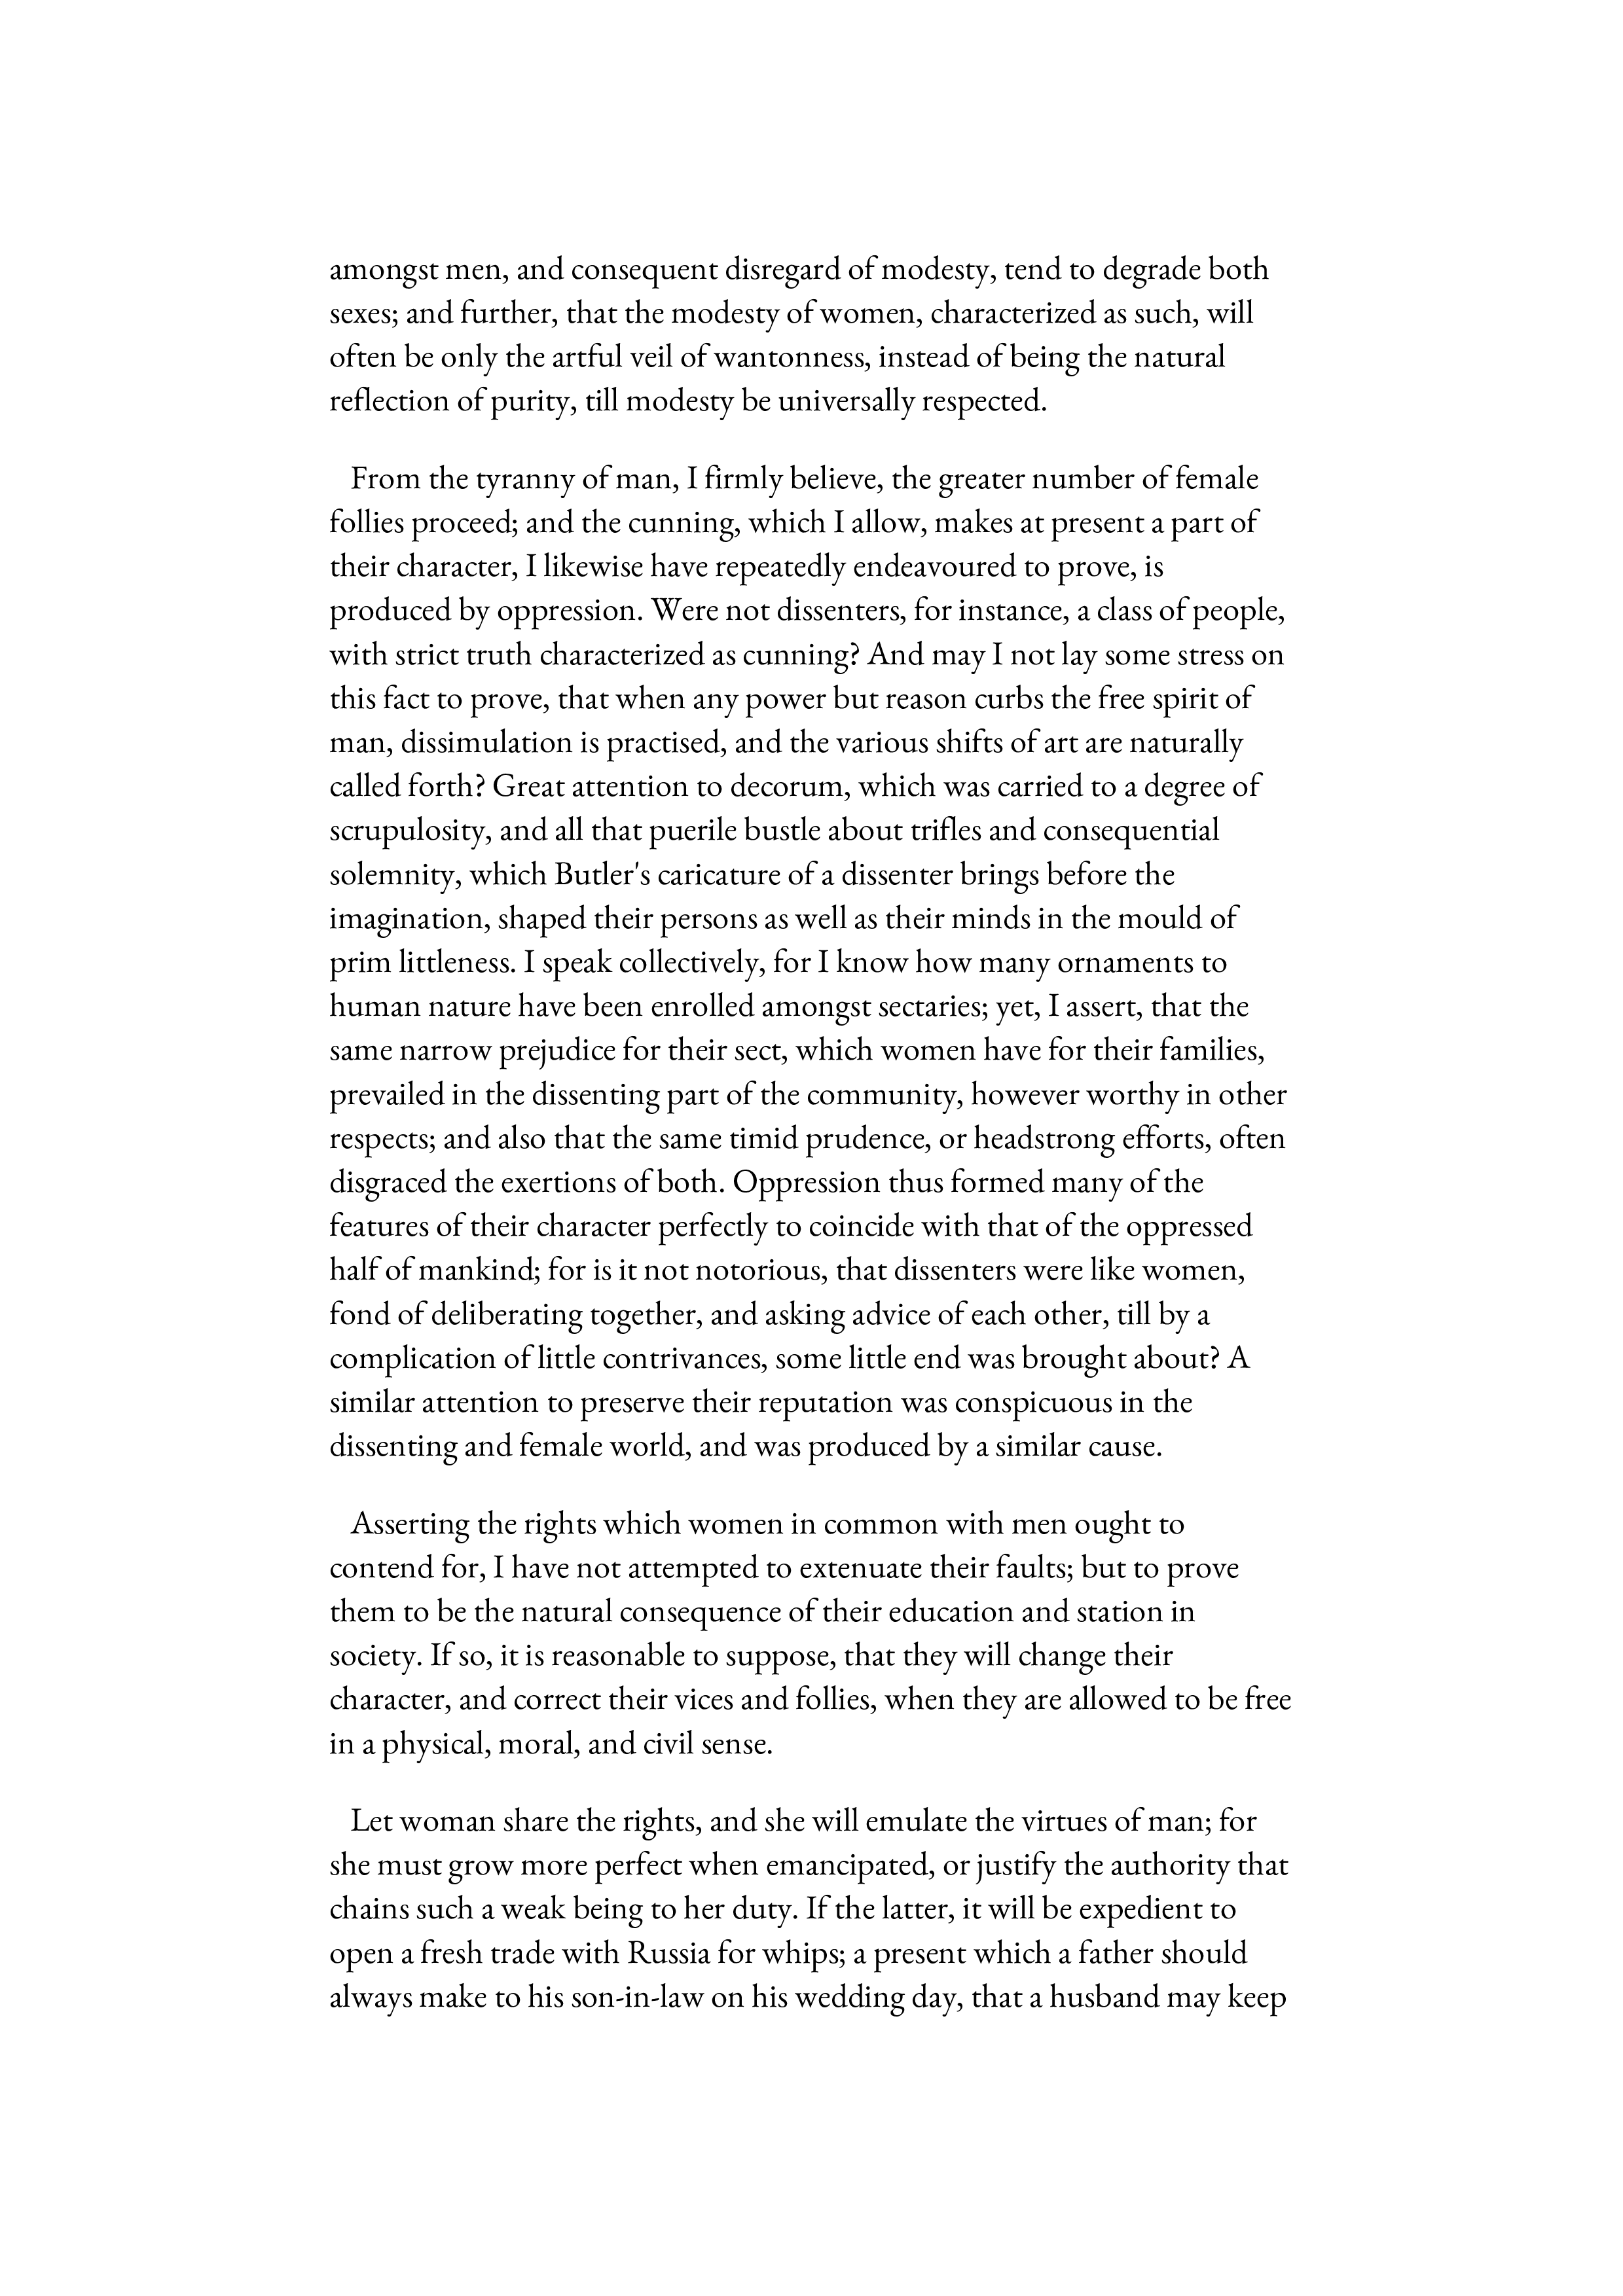 amongst men, and consequent disregard of modesty, tend to degrade both
sexes; and further, that the modesty of women, characterized as such, will
often be only the artful veil of wantonness, instead of being the natural
reflection of purity, till modesty be universally respected.
From the tyranny of man, I firmly believe, the greater number of female
follies proceed; and the cunning, which I allow, makes at present a part of
their character, I likewise have repeatedly endeavoured to prove, is
produced by oppression. Were not dissenters, for instance, a class of people,
with strict truth characterized as cunning? And may I not lay some stress on
this fact to prove, that when any power but reason curbs the free spirit of
man, dissimulation is practised, and the various shifts of art are naturally
called forth? Great attention to decorum, which was carried to a degree of
scrupulosity, and all that puerile bustle about trifles and consequential
solemnity, which Butler's caricature of a dissenter brings before the
imagination, shaped their persons as well as their minds in the mould of
prim littleness. I speak collectively, for I know how many ornaments to
human nature have been enrolled amongst sectaries; yet, I assert, that the
same narrow prejudice for their sect, which women have for their families,
prevailed in the dissenting part of the community, however worthy in other
respects; and also that the same timid prudence, or headstrong efforts, often
disgraced the exertions of both. Oppression thus formed many of the
features of their character perfectly to coincide with that of the oppressed
half of mankind; for is it not notorious, that dissenters were like women,
fond of deliberating together, and asking advice of each other, till by a
complication of little contrivances, some little end was brought about? A
similar attention to preserve their reputation was conspicuous in the
dissenting and female world, and was produced by a similar cause.
Asserting the rights which women in common with men ought to
contend for, I have not attempted to extenuate their faults; but to prove
them to be the natural consequence of their education and station in
society. If so, it is reasonable to suppose, that they will change their
character, and correct their vices and follies, when they are allowed to be free
in a physical, moral, and civil sense.
Let woman share the rights, and she will emulate the virtues of man; for
she must grow more perfect when emancipated, or justify the authority that
chains such a weak being to her duty. If the latter, it will be expedient to
open a fresh trade with Russia for whips; a present which a father should
always make to his son-in-law on his wedding day, that a husband may keep